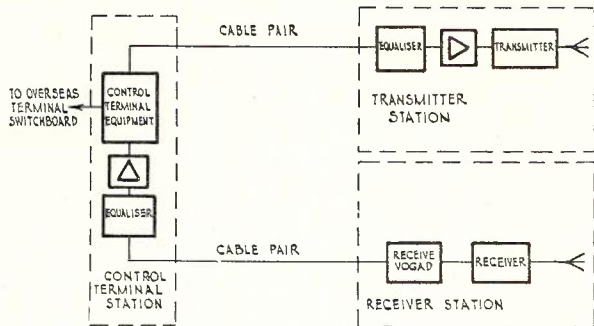 CABLE PAIR
EQUALISER
TRANSMITTER
TRANSMITTER
STATION
TO OVERSEAS
TERMINAL
SWITCHBOARD
CONTROL
TERMINAL
EQUIPMENT
EQUALISER
CABLE PAIR
CONTROL
TERMINAL
STATION
RECEIVE
VOGAD
RECEIVER
RECEIVER STATION